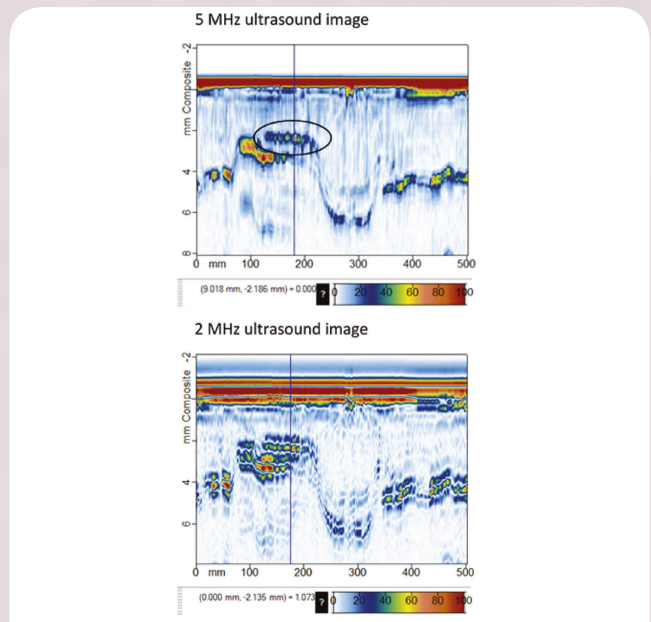 5 MHz ultrasound image
-2
mm Composite
4
6
8
0 mm 100 200 300 400 500
(9.018 mm, -2.186 mm) = 0.000 ? 0 20 40 60 80 100
2 MHz ultrasound image
-2
mm Composite
4
6
0 mm 100 200 300 400 500
(0.000 mm, -2.135 mm) = 1.073 ? 0 20 40 60 80 100